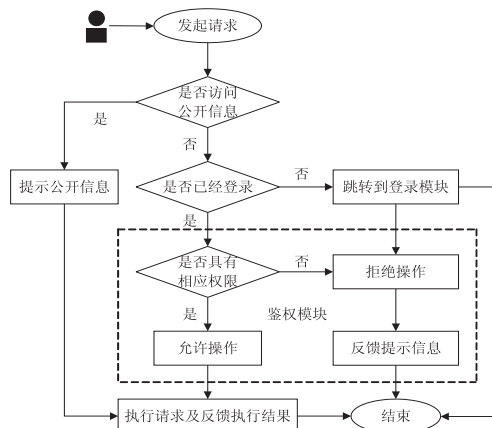 发起请求
是否访问
公开信息
是
否
提示公开信息
是否已经登录
否
跳转到登录模块
是
是否具有
相应权限
否
拒绝操作
是
鉴权模块
允许操作
反馈提示信息
执行请求及反馈执行结果
结束